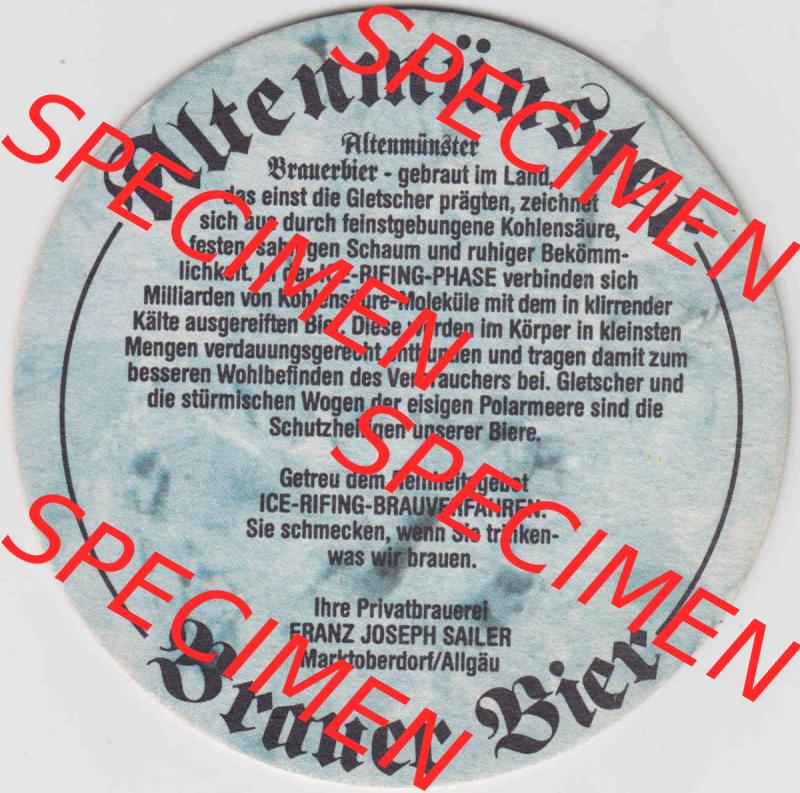 Altenmünster
Altenmünster
Brauerbier - gebraut im Land,
das einst die Gletscher prägten, zeichnet
sich aus durch feinstgebungene Kohlensäure,
festen, sahnigen Schaum und ruhiger Bekömm-
lichkeit. In der ICE-RIFING-PHASE verbinden sich
Milliarden von Kohlensäure-Moleküle mit dem in klirrender
Kälte ausgereiften Bier. Diese werden im Körper in kleinsten
Mengen verdauungsgerecht entbunden und tragen damit zum
besseren Wohlbefinden des Verbrauchers bei. Gletscher und
die stürmischen Wogen der eisigen Polarmeere sind die
Schutzheiligen unserer Biere.
Getreu dem Reinheitsgebot
ICE-RIFING-BRAUVERFAHREN.
Sie schmecken, wenn Sie trinken-
was wir brauen.
Ihre Privatbrauerei
FRANZ JOSEPH SAILER
Marktoberdorf/Allgäu
Brauer Bier
SPECIMEN
SPECIMEN
SPECIMEN
SPECIMEN